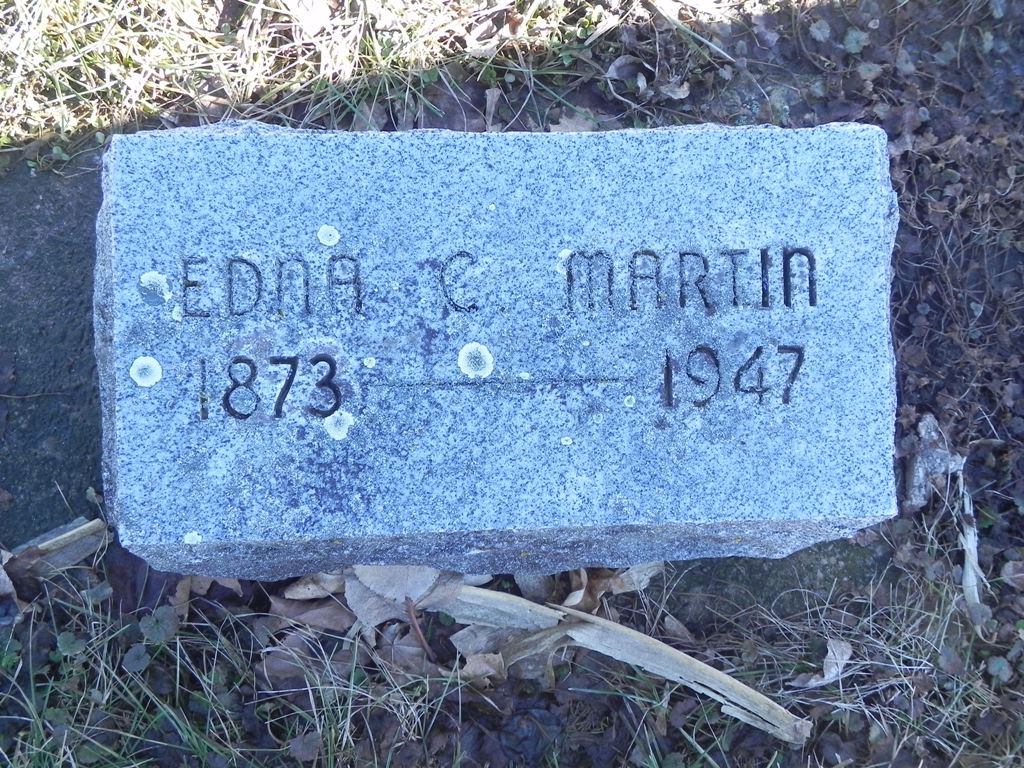 EDNA C. MARTIN
1873 — 1947